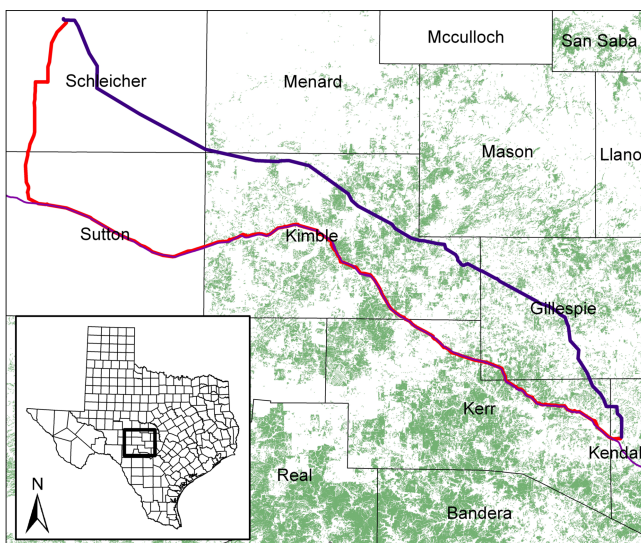 Mcculloch
San Saba
Schleicher
Menard
Mason
Llano
Sutton
Kimble
Gillespie
Kerr
Kendal
Real
Bandera
N